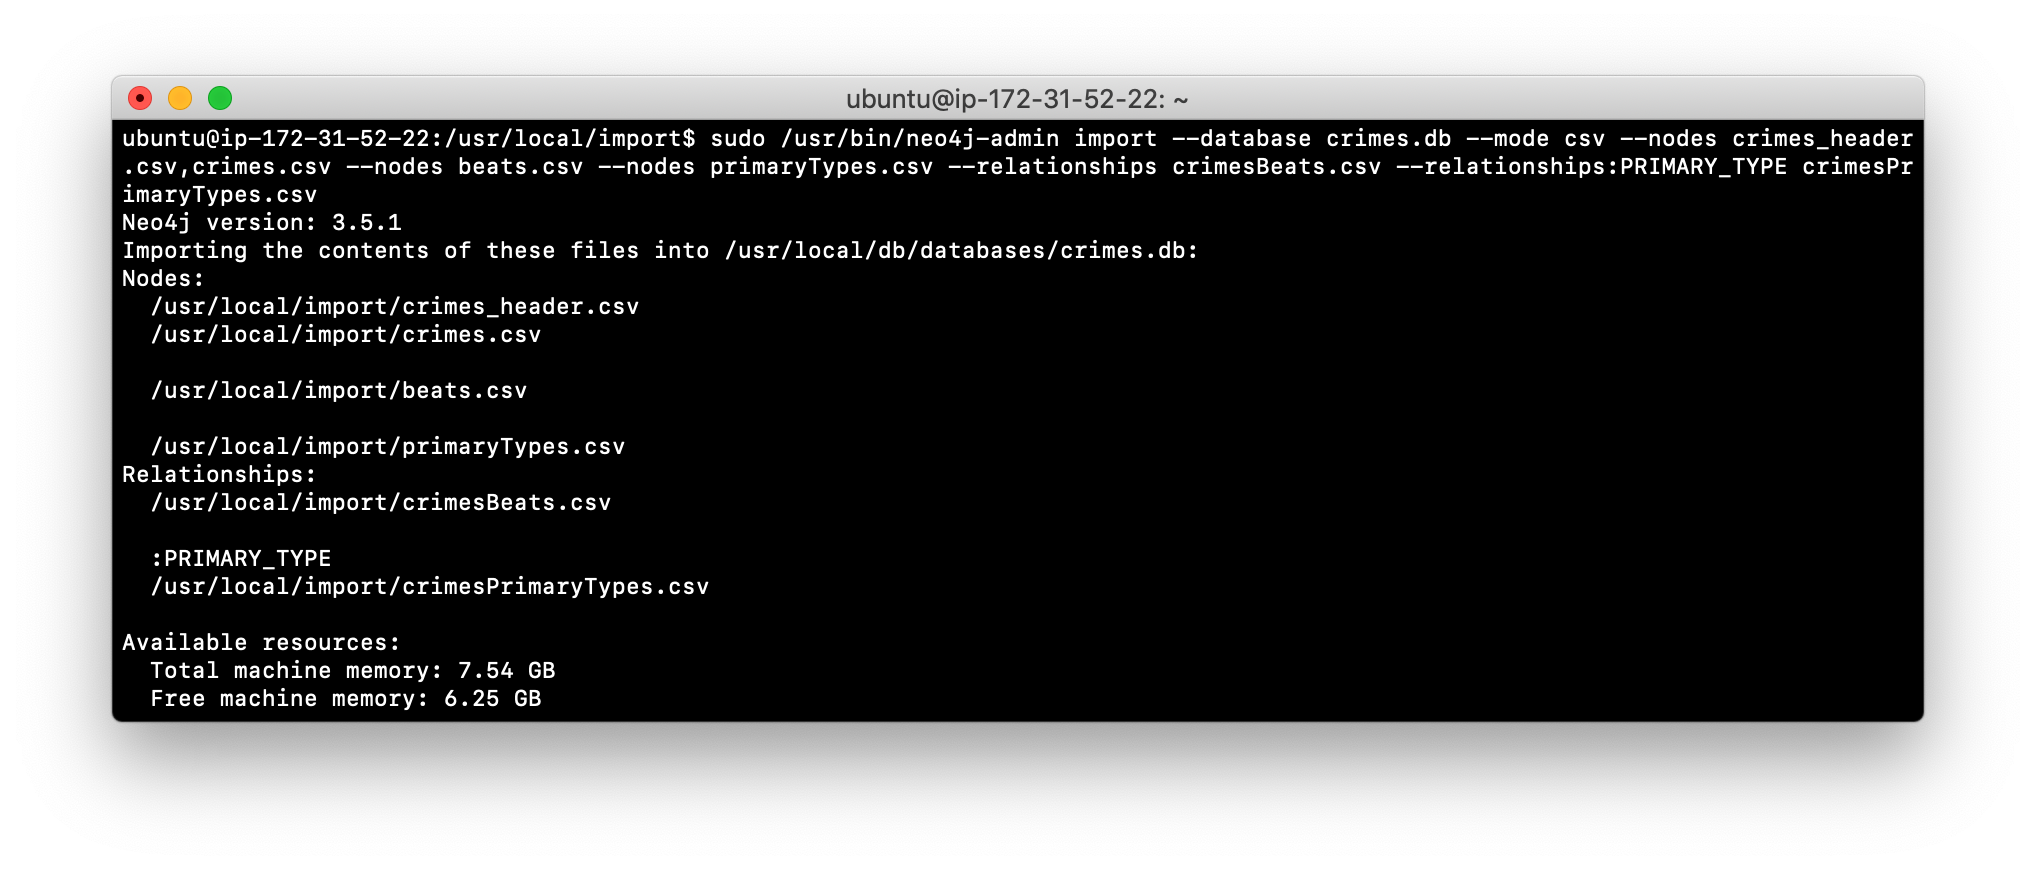 ubuntu@ip-172-31-52-22: ~
ubuntu@ip-172-31-52-22:/usr/local/import$ sudo /usr/bin/neo4j-admin import --database crimes.db --mode csv --nodes crimes_header
.csv,crimes.csv --nodes beats.csv --nodes primaryTypes.csv --relationships crimesBeats.csv --relationships:PRIMARY_TYPE crimesPr
imaryTypes.csv
Neo4j version: 3.5.1
Importing the contents of these files into /usr/local/db/databases/crimes.db:
Nodes:
  /usr/local/import/crimes_header.csv
  /usr/local/import/crimes.csv

  /usr/local/import/beats.csv

  /usr/local/import/primaryTypes.csv
Relationships:
  /usr/local/import/crimesBeats.csv

  :PRIMARY_TYPE
  /usr/local/import/crimesPrimaryTypes.csv

Available resources:
  Total machine memory: 7.54 GB
  Free machine memory: 6.25 GB